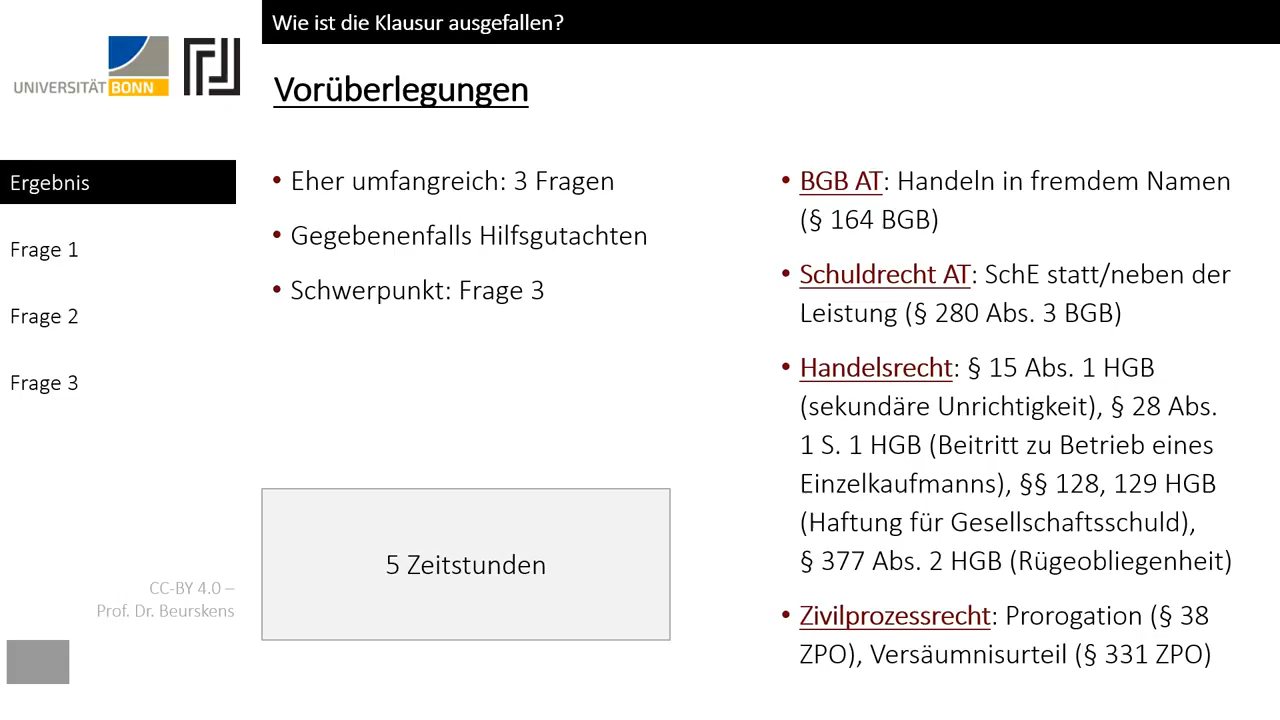 Wie ist die Klausur ausgefallen?
UNIVERSITÄT BONN
Vorüberlegungen
Ergebnis
Frage 1
Frage 2
Frage 3
• Eher umfangreich: 3 Fragen
• Gegebenenfalls Hilfsgutachten
• Schwerpunkt: Frage 3
5 Zeitstunden
• BGB AT: Handeln in fremdem Namen
(§ 164 BGB)
• Schuldrecht AT: SchE statt/neben der
Leistung (§ 280 Abs. 3 BGB)
• Handelsrecht: § 15 Abs. 1 HGB
(sekundäre Unrichtigkeit), § 28 Abs.
1 S. 1 HGB (Beitritt zu Betrieb eines
Einzelkaufmanns), §§ 128, 129 HGB
(Haftung für Gesellschaftsschuld),
§ 377 Abs. 2 HGB (Rügeobliegenheit)
• Zivilprozessrecht: Prorogation (§ 38
ZPO), Versäumnisurteil (§ 331 ZPO)
CC-BY 4.0 –
Prof. Dr. Beurskens